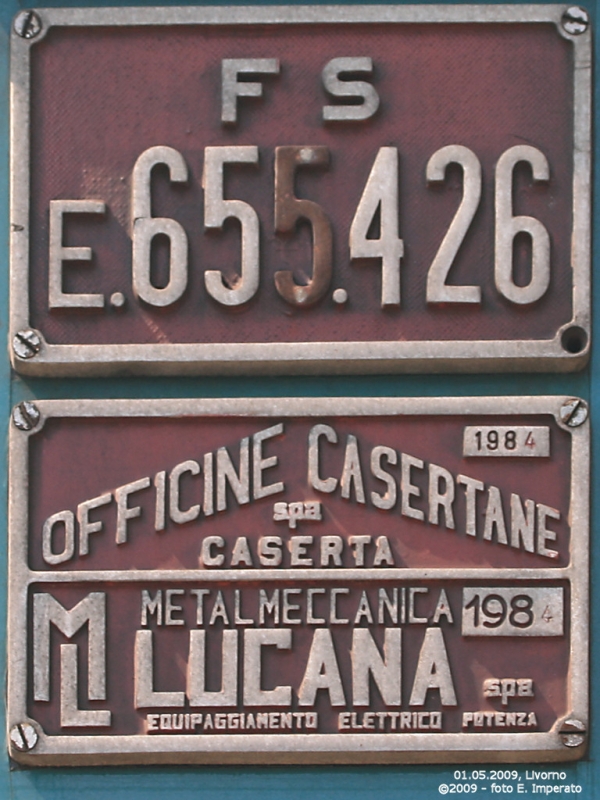 FS
E.655.426
1984
OFFICINE CASERTANE
spa
CASERTA
ML
METALMECCANICA
1984
LUCANA
spa
EQUIPAGGIAMENTO ELETTRICO POTENZA
01.05.2009, Livorno
©2009 - foto E. Imperato